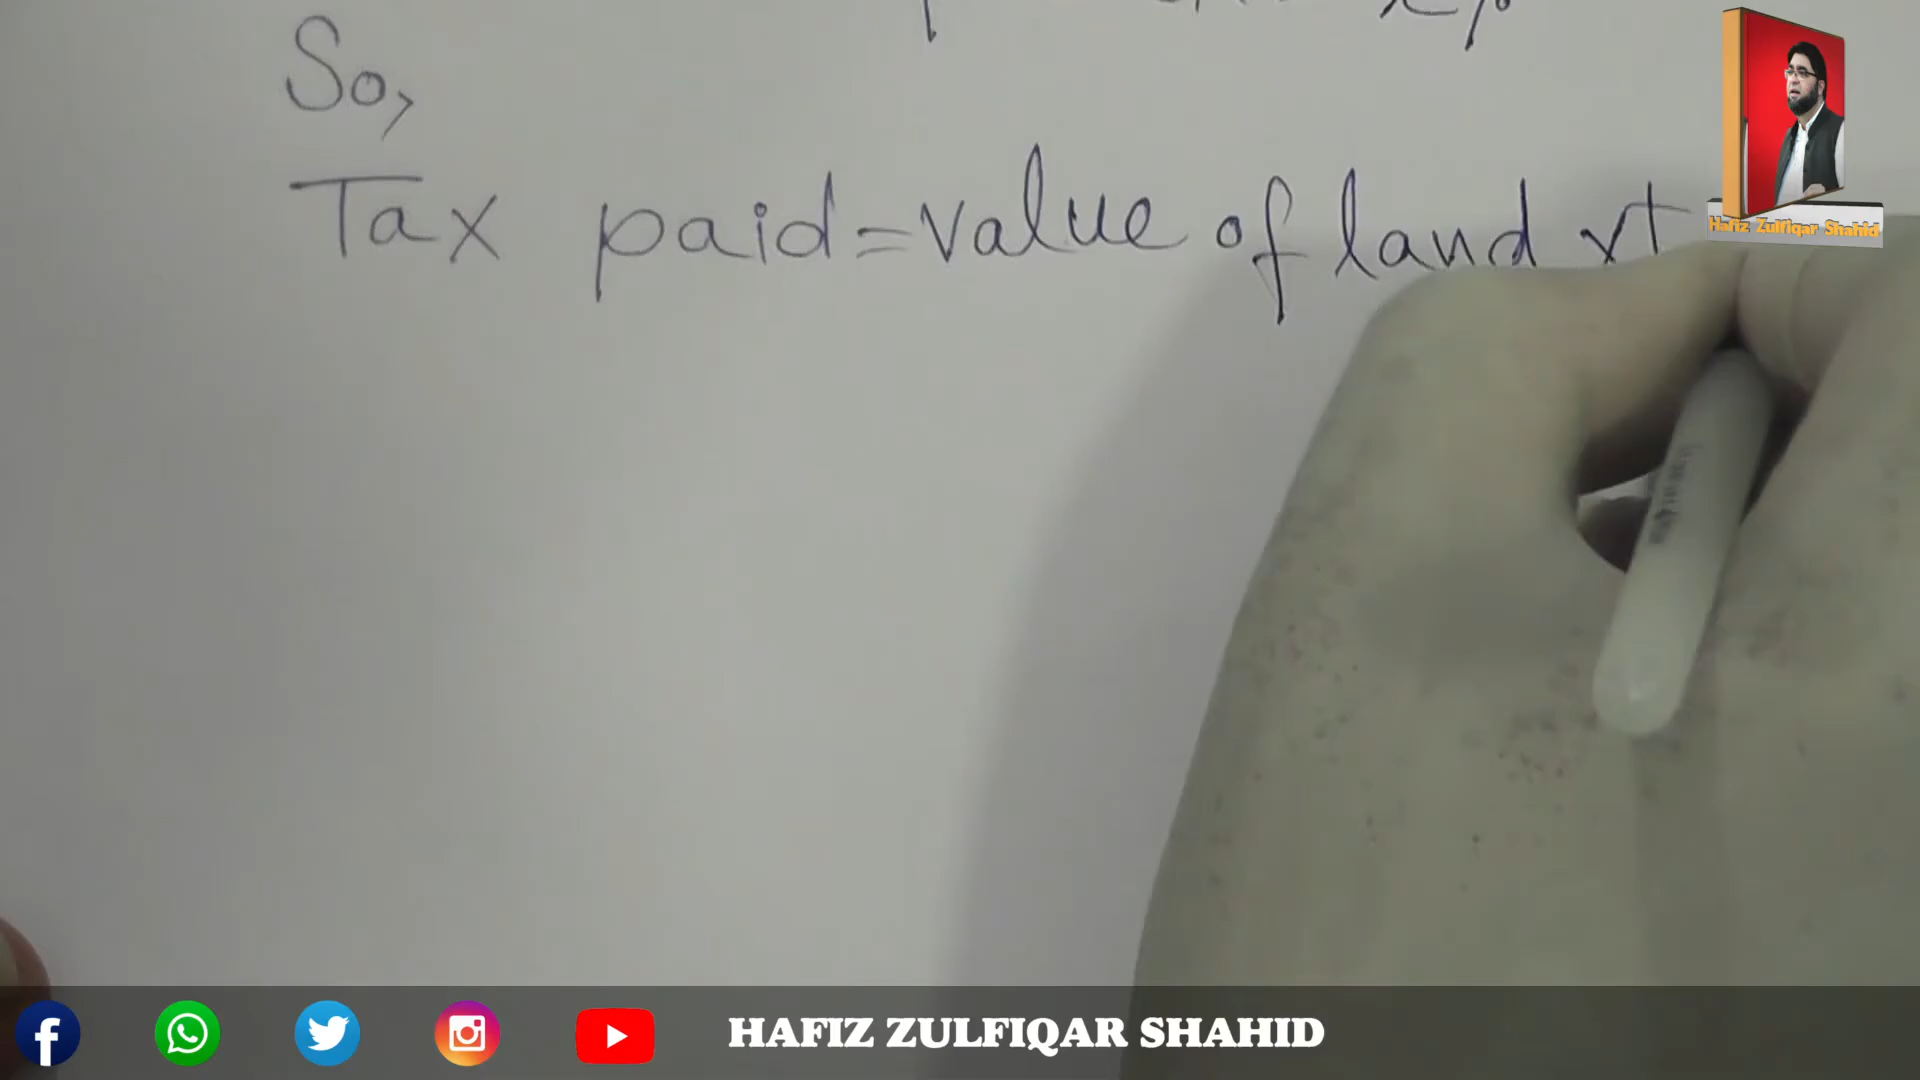 So,
Tax paid = value of land x t
Hafiz Zulfiqar Shahid
HAFIZ ZULFIQAR SHAHID